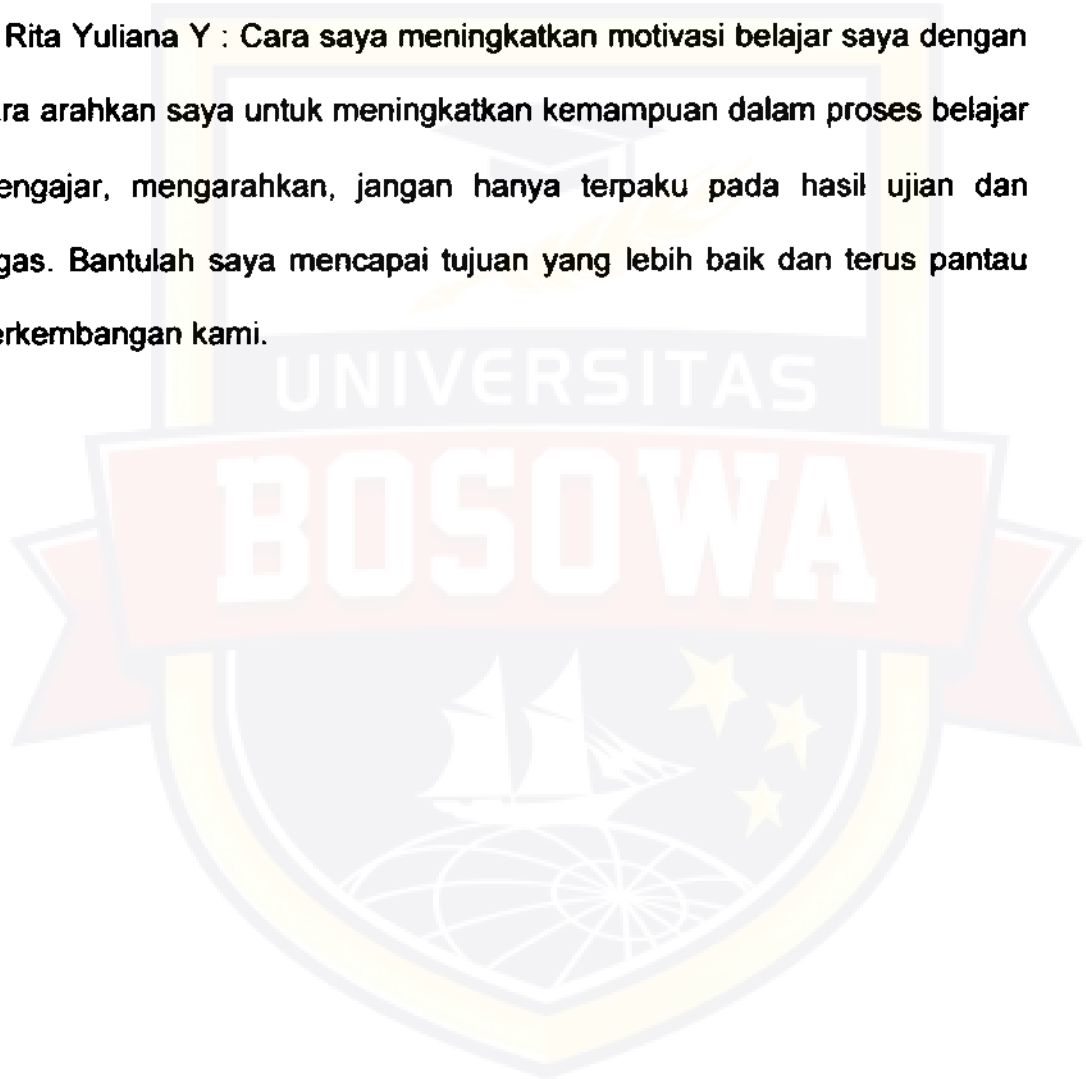 Rita Yuliana Y : Cara saya meningkatkan motivasi belajar saya dengan
ara arahkan saya untuk meningkatkan kemampuan dalam proses belajar
engajar, mengarahkan, jangan hanya terpaku pada hasil ujian dan
gas. Bantulah saya mencapai tujuan yang lebih baik dan terus pantau
erkembangan kami.
UNIVERSITAS
BOSOWA